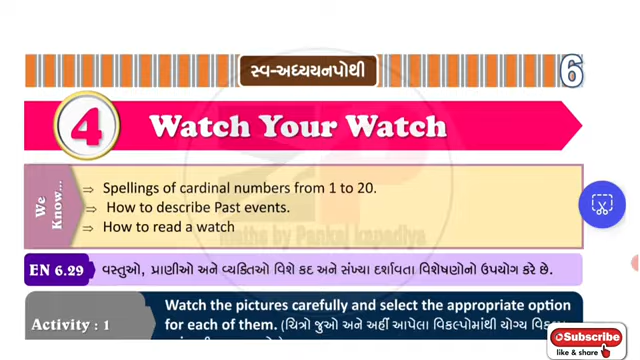 સ્વ-અધ્યયનપોથી
6
4 Watch Your Watch
We Know...
⇒ Spellings of cardinal numbers from 1 to 20.
⇒ How to describe Past events.
⇒ How to read a watch
Maths by Pankaj Kapadiya
EN 6.29 વસ્તુઓ, પ્રાણીઓ અને વ્યક્તિઓ વિશે કદ અને સંખ્યા દર્શાવતા વિશેષણોનો ઉપયોગ કરે છે.
Activity : 1
Watch the pictures carefully and select the appropriate option
for each of them. (ચિત્રો જુઓ અને અહીં આપેલા વિકલ્પોમાંથી યોગ્ય
Subscribe
like & share